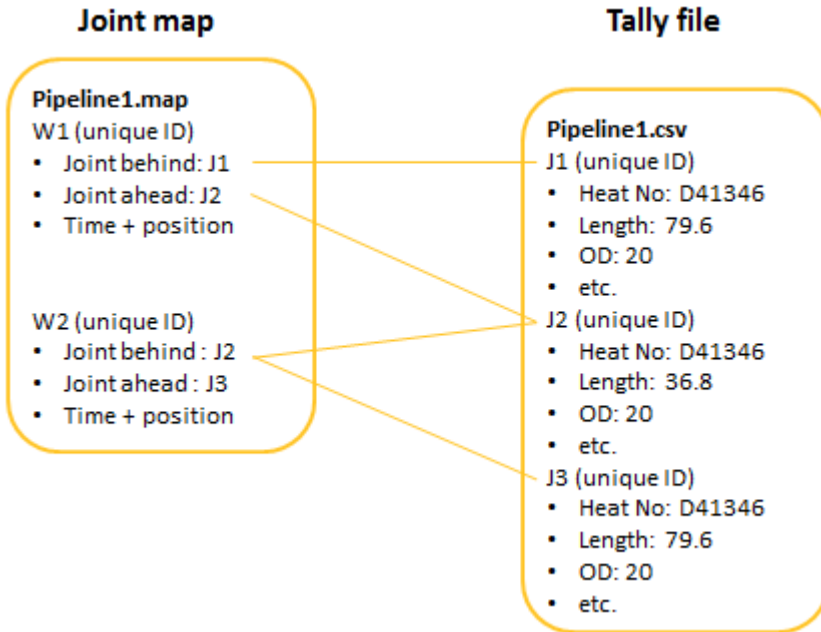 Joint map
Pipeline1.map
W1 (unique ID)
• Joint behind: J1
• Joint ahead: J2
• Time + position
W2 (unique ID)
• Joint behind : J2
• Joint ahead : J3
• Time + position
Tally file
Pipeline1.csv
J1 (unique ID)
• Heat No: D41346
• Length: 79.6
• OD: 20
• etc.
J2 (unique ID)
• Heat No: D41346
• Length: 36.8
• OD: 20
• etc.
J3 (unique ID)
• Heat No: D41346
• Length: 79.6
• OD: 20
• etc.